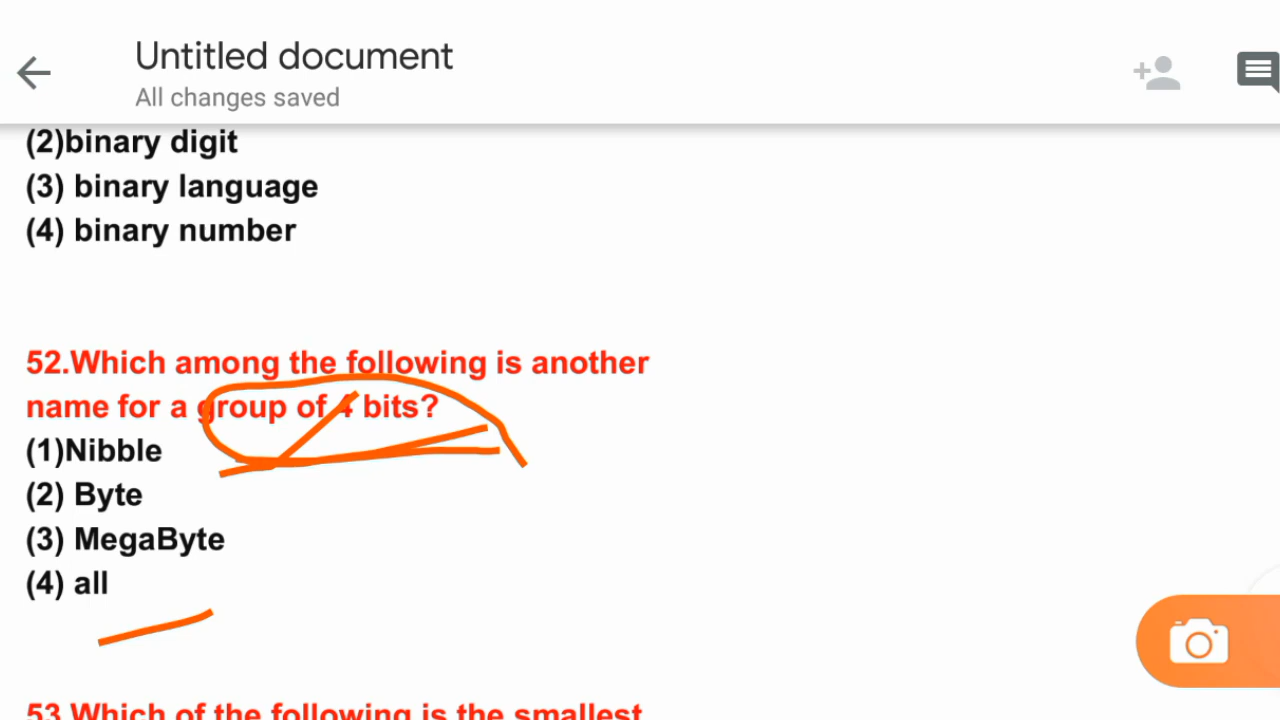 Untitled document
All changes saved
(2)binary digit
(3) binary language
(4) binary number
52.Which among the following is another
name for a group of 4 bits?
(1)Nibble
(2) Byte
(3) MegaByte
(4) all
53.Which of the following is the smallest